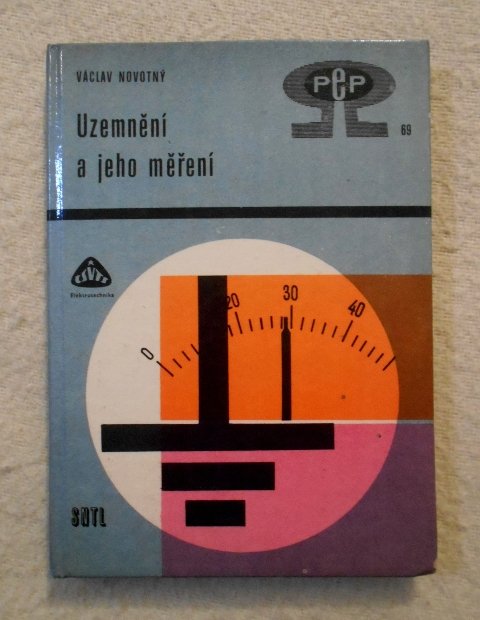 VÁCLAV NOVOTNÝ
PeP
69
Uzemnění
a jeho měření
Elektrotechnika
0
20
30
40
SNTL